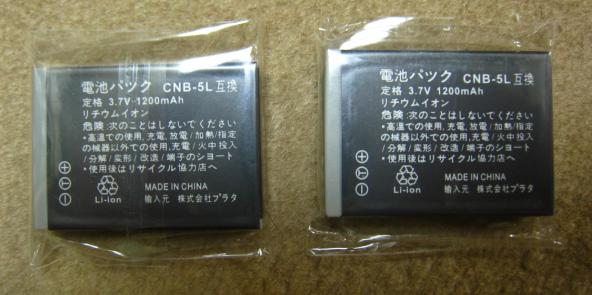 電池パック CNB-5L互換
定格 3.7V 1200mAh
リチウムイオン
危険:次のことはしないでください
・高温での使用,充電,放電/加熱/指定
の械器以外での使用,充電/火中投入
/分解/変形/改造/端子のショート
・使用後はリサイクル協力店へ
MADE IN CHINA
Li-ion 輸入元 株式会社プラタ
電池パック CNB-5L互換
定格 3.7V 1200mAh
リチウムイオン
危険:次のことはしないでください
・高温での使用,充電,放電/加熱/指定
の械器以外での使用,充電/火中投入
/分解/変形/改造/端子のショート
・使用後はリサイクル協力店へ
MADE IN CHINA
Li-ion 輸入元 株式会社プラタ